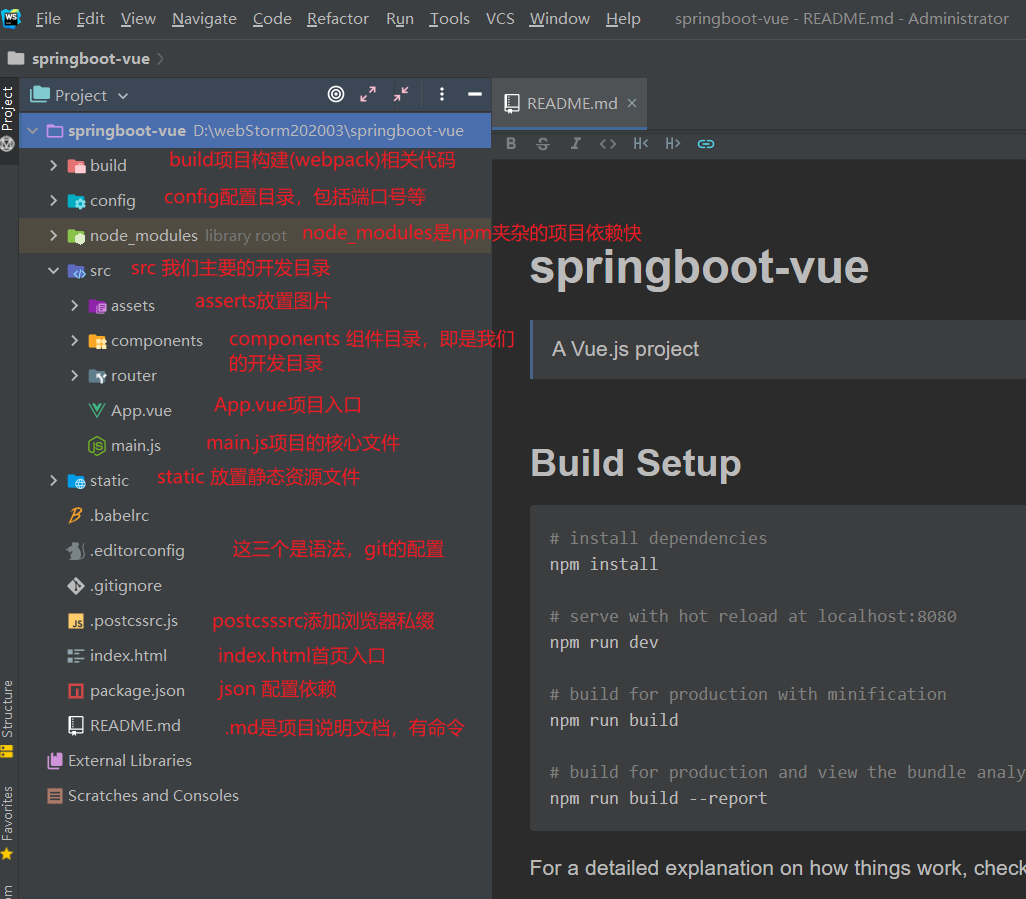 File Edit View Navigate Code Refactor Run Tools VCS Window Help springboot-vue - README.md - Administrator
springboot-vue
Project
Project
README.md
springboot-vue D:\webStorm202003\springboot-vue
build build项目构建(webpack)相关代码
config config配置目录，包括端口号等
node_modules library root node_modules是npm夹杂的项目依赖快
src src 我们主要的开发目录
assets asserts放置图片
components components 组件目录，即是我们
的开发目录
router
App.vue App.vue项目入口
main.js main.js项目的核心文件
static static 放置静态资源文件
.babelrc
.editorconfig 这三个是语法，git的配置
.gitignore
.postcssrc.js postcsssrc添加浏览器私缀
index.html index.html首页入口
package.json json 配置依赖
README.md .md是项目说明文档，有命令
External Libraries
Scratches and Consoles
Structure
Favorites
B S I <> H< H>
springboot-vue
A Vue.js project
Build Setup
# install dependencies
npm install
# serve with hot reload at localhost:8080
npm run dev
# build for production with minification
npm run build
# build for production and view the bundle analy
npm run build --report
For a detailed explanation on how things work, check